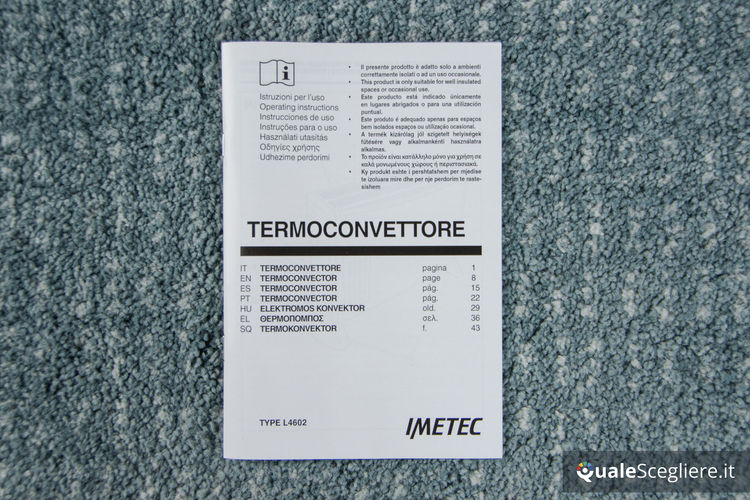 i
Istruzioni per l'uso
Operating instructions
Instrucciones de uso
Instruções para o uso
Használati utasítás
Οδηγίες χρήσης
Udhezime perdorimi
• Il presente prodotto è adatto solo a ambienti
correttamente isolati o ad un uso occasionale.
• This product is only suitable for well insulated
spaces or occasional use.
• Este producto está indicado únicamente
en lugares abrigados o para una utilización
puntual.
• Este produto é adequado apenas para espaços
bem isolados espaços ou utilização ocasional.
• A termék kizárólag jól szigetelt helyiségek
fűtésére vagy alkalmankénti használatra
alkalmas.
• Το προϊόν είναι κατάλληλο μόνο για χρήση σε
καλά μονωμένους χώρους ή περιστασιακά.
• Ky produkt eshte i pershtatshem per mjedise
te izoluara mire dhe per nje perdorim te raste-
sishem
TERMOCONVETTORE
IT TERMOCONVETTORE pagina 1
EN TERMOCONVECTOR page 8
ES TERMOCONVECTOR pág. 15
PT TERMOCONVECTOR pág. 22
HU ELEKTROMOS KONVEKTOR old. 29
EL ΘΕΡΜΟΠΟΜΠΟΣ σελ. 36
SQ TERMOKONVEKTOR f. 43
TYPE L4602
IMETEC
QualeScegliere.it